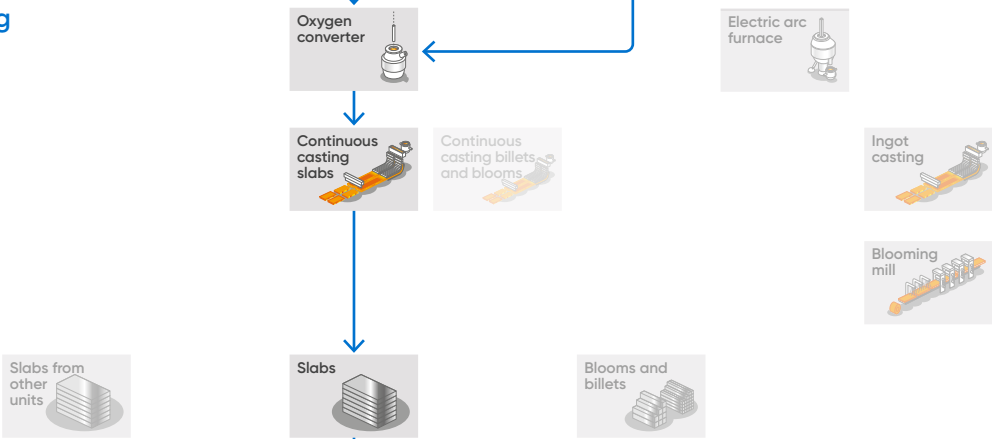 g
Oxygen
converter
Electric arc
furnace
Continuous
casting
slabs
Continuous
casting billets
and blooms
Ingot
casting
Blooming
mill
Slabs from
other
units
Slabs
Blooms and
billets